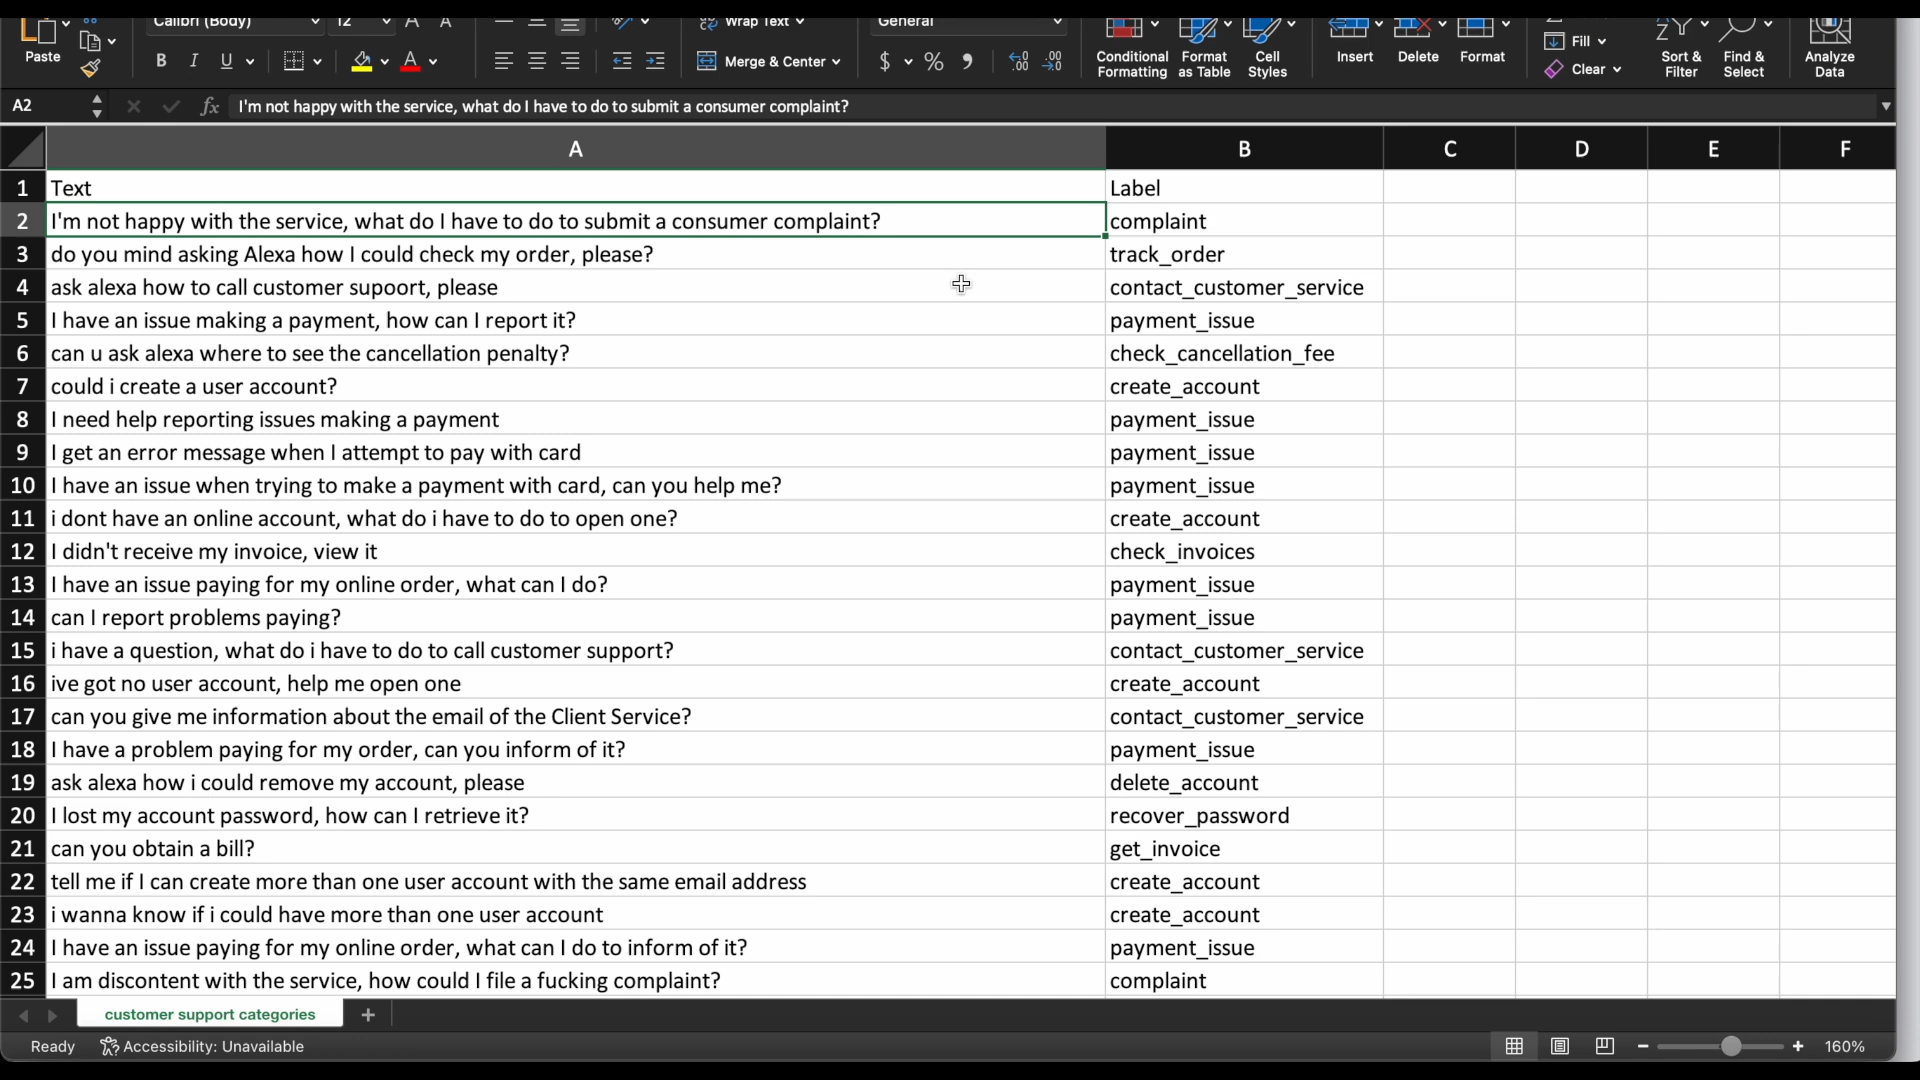 Calibri (Body) 12 A A Wrap Text General
Paste B I U A Merge & Center $ % Conditional Formatting Format as Table Cell Styles Insert Delete Format Fill Clear Sort & Filter Find & Select Analyze Data
A2 fx I'm not happy with the service, what do I have to do to submit a consumer complaint?
A B C D E F
1 Text Label
2 I'm not happy with the service, what do I have to do to submit a consumer complaint? complaint
3 do you mind asking Alexa how I could check my order, please? track_order
4 ask alexa how to call customer supoort, please contact_customer_service
5 I have an issue making a payment, how can I report it? payment_issue
6 can u ask alexa where to see the cancellation penalty? check_cancellation_fee
7 could i create a user account? create_account
8 I need help reporting issues making a payment payment_issue
9 I get an error message when I attempt to pay with card payment_issue
10 I have an issue when trying to make a payment with card, can you help me? payment_issue
11 i dont have an online account, what do i have to do to open one? create_account
12 I didn't receive my invoice, view it check_invoices
13 I have an issue paying for my online order, what can I do? payment_issue
14 can I report problems paying? payment_issue
15 i have a question, what do i have to do to call customer support? contact_customer_service
16 ive got no user account, help me open one create_account
17 can you give me information about the email of the Client Service? contact_customer_service
18 I have a problem paying for my order, can you inform of it? payment_issue
19 ask alexa how i could remove my account, please delete_account
20 I lost my account password, how can I retrieve it? recover_password
21 can you obtain a bill? get_invoice
22 tell me if I can create more than one user account with the same email address create_account
23 i wanna know if i could have more than one user account create_account
24 I have an issue paying for my online order, what can I do to inform of it? payment_issue
25 I am discontent with the service, how could I file a fucking complaint? complaint
customer support categories +
Ready Accessibility: Unavailable 160%